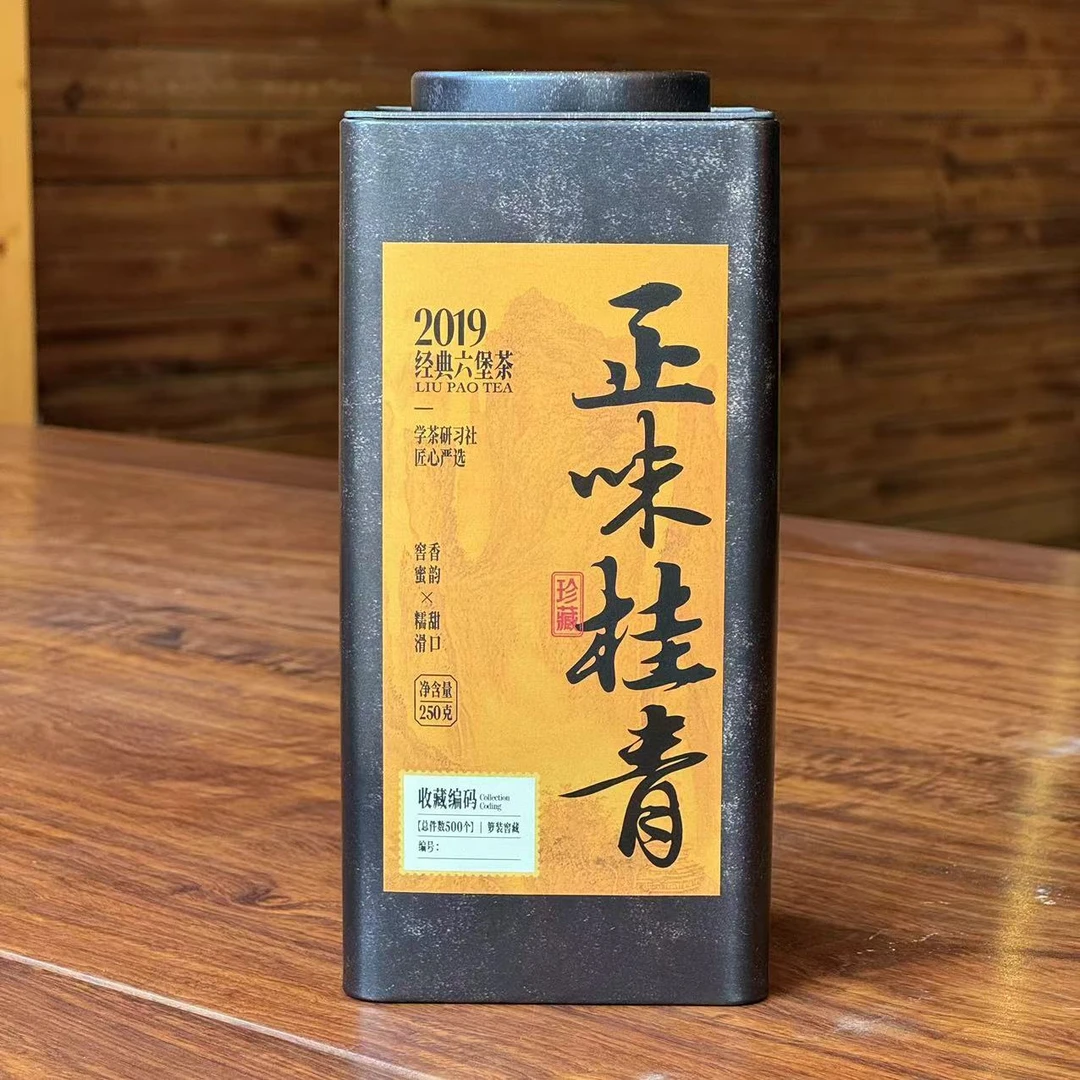 正味桂青
珍藏
2019
经典六堡茶
LIU PAO TEA
学茶研习社
匠心严选
窖香
蜜韵
×
糯甜
滑口
净含量
250克
收藏编码 Collection Coding
【总件数500个】 | 箩装窖藏
编号：